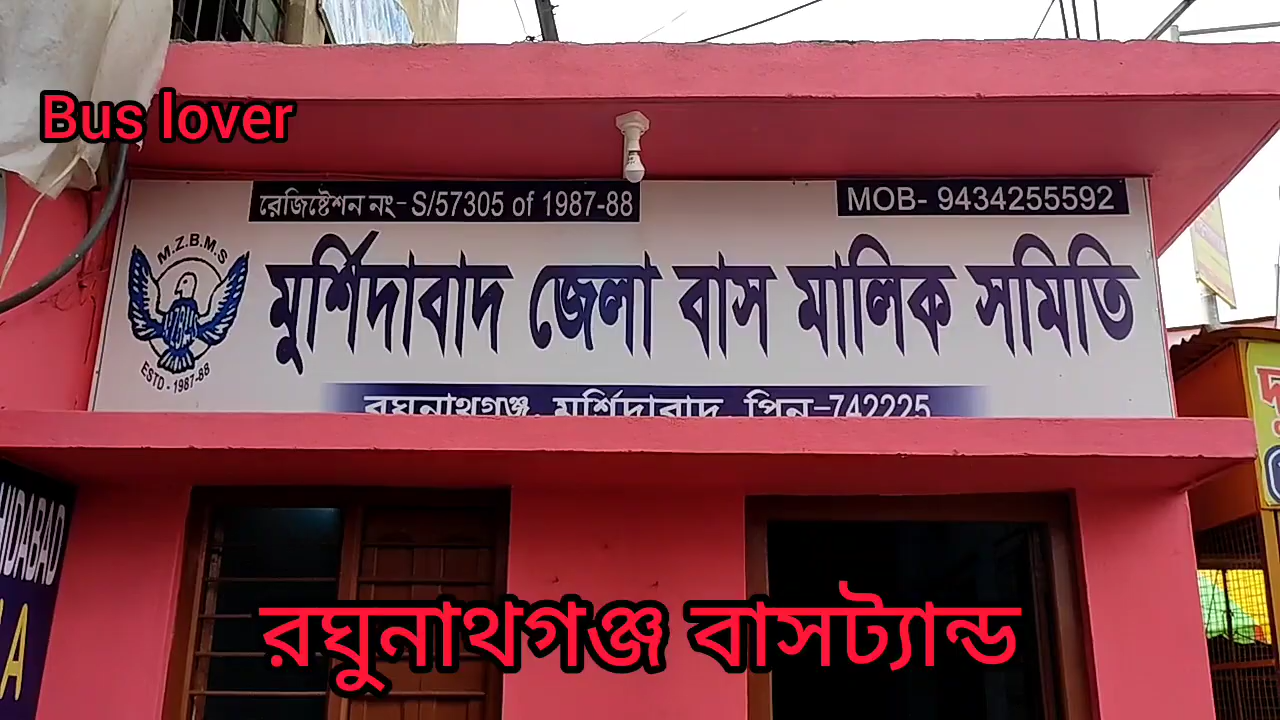 Bus lover
রেজিষ্টেশন নং-S/57305 of 1987-88
MOB- 9434255592
M.Z.B.M.S
মুর্শিদাবাদ জেলা বাস মালিক সমিতি
ESTD - 1987-88
রঘুনাথগঞ্জ, মুর্শিদাবাদ, পিন-742225
HIDABAD
A
রঘুনাথগঞ্জ বাসট্যান্ড